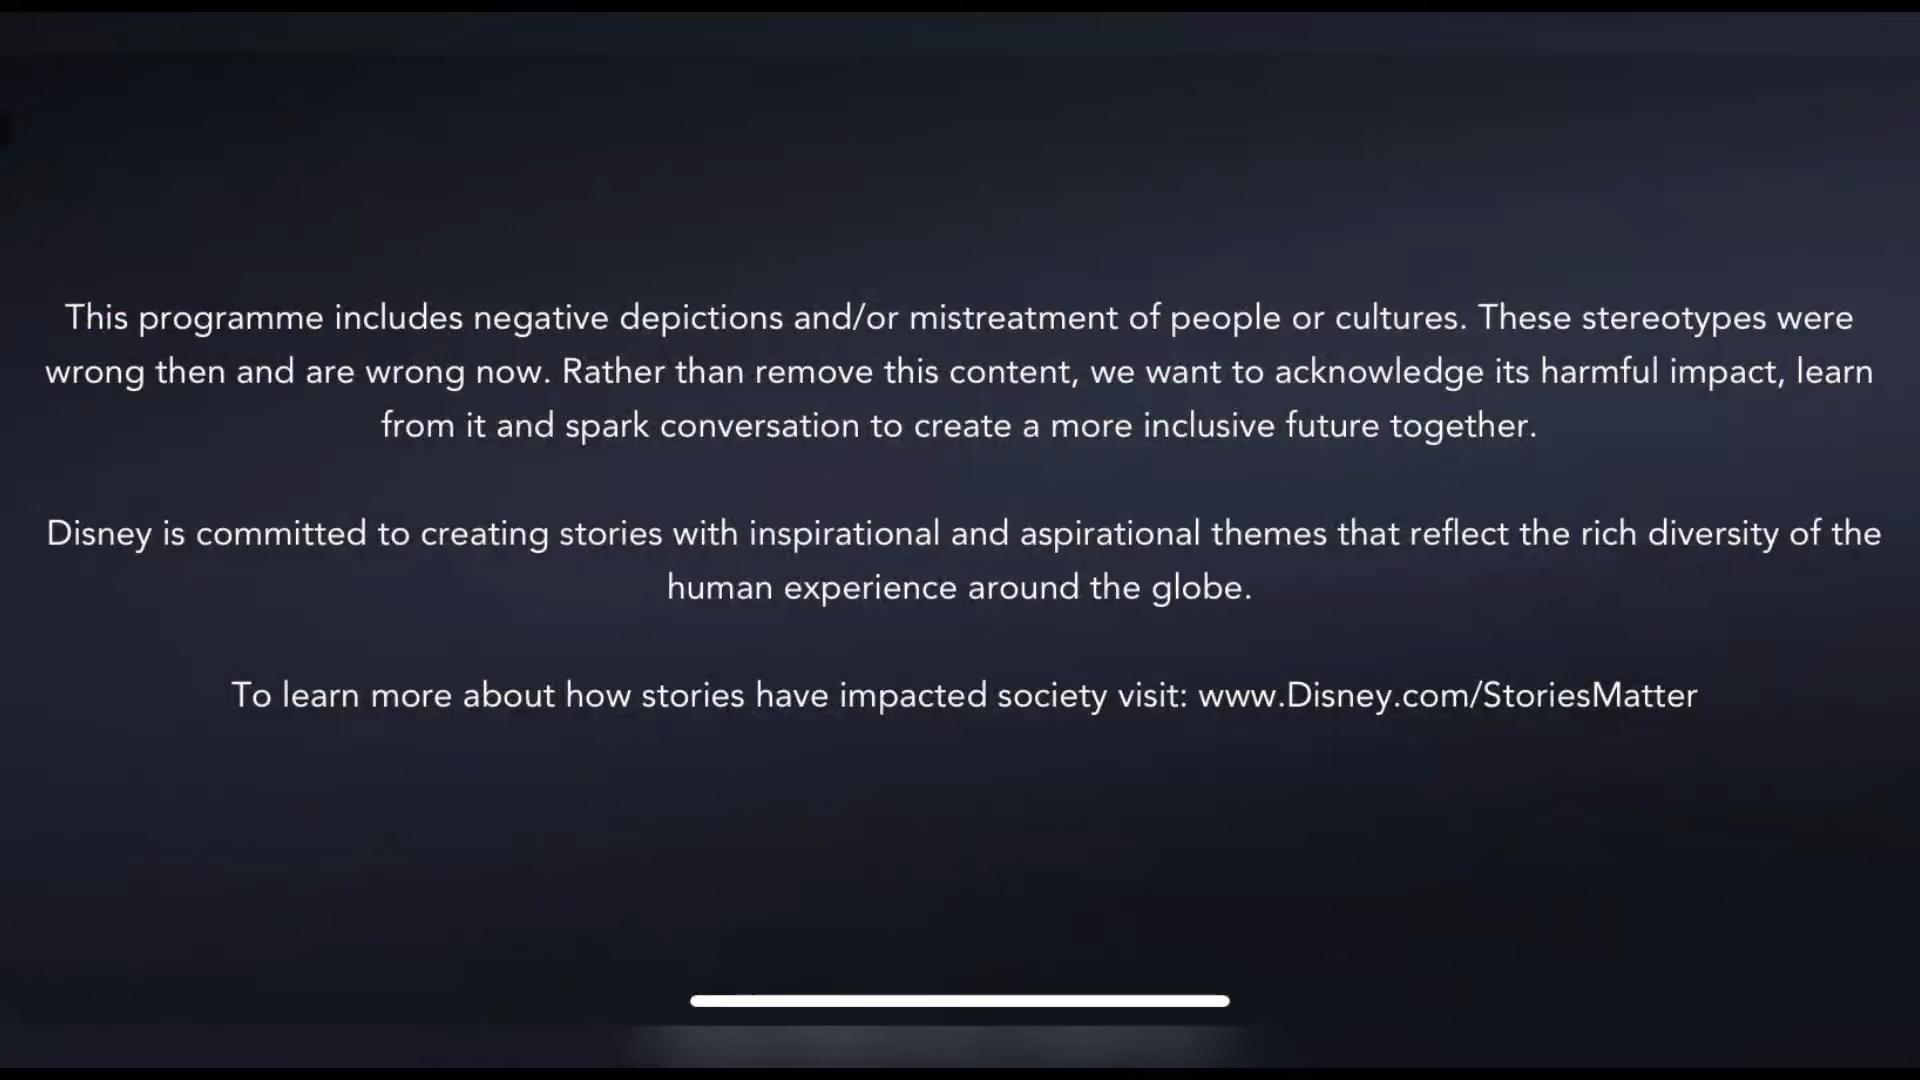 This programme includes negative depictions and/or mistreatment of people or cultures. These stereotypes were
wrong then and are wrong now. Rather than remove this content, we want to acknowledge its harmful impact, learn
from it and spark conversation to create a more inclusive future together.
Disney is committed to creating stories with inspirational and aspirational themes that reflect the rich diversity of the
human experience around the globe.
To learn more about how stories have impacted society visit: www.Disney.com/StoriesMatter